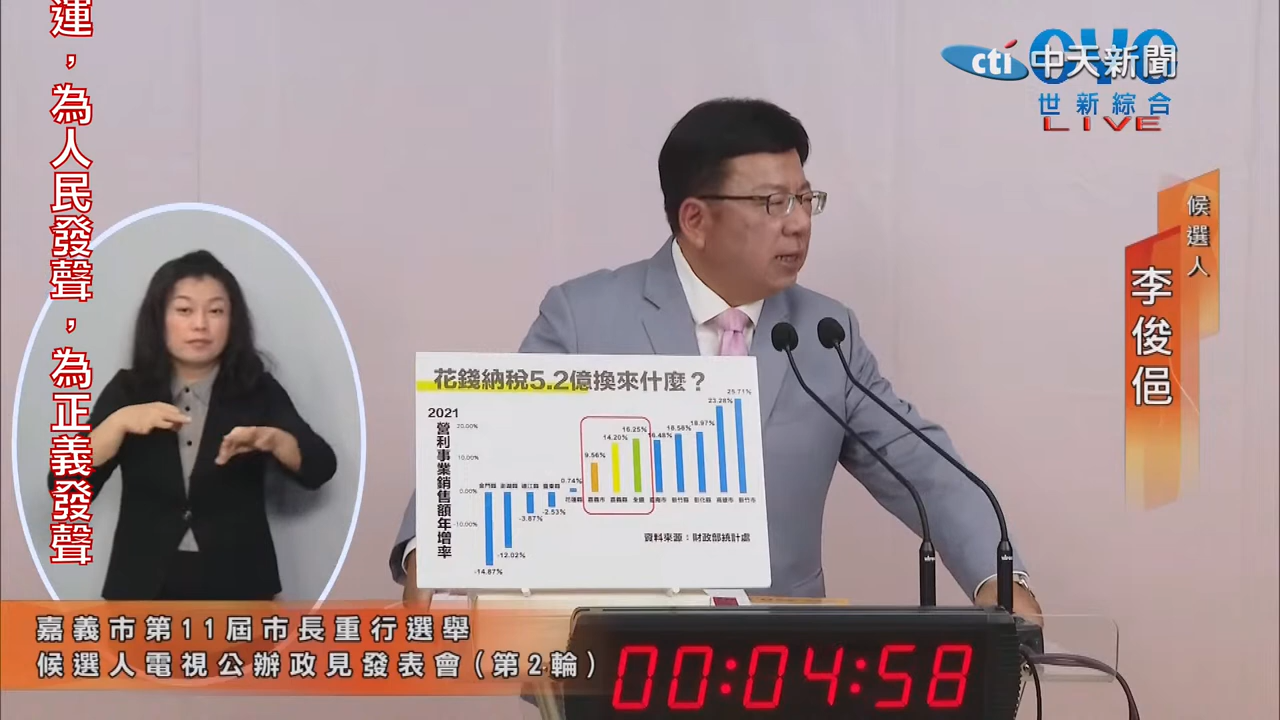 運，為人民發聲，為正義發聲
cti 中天新聞
OVO
世新綜合
LIVE
候選人
李俊俋
花錢納稅5.2億換來什麼？
2021
營利事業銷售額年增率
20.00%
10.00%
0.00%
-10.00%
金門縣 澎湖縣 連江縣 臺東縣
-14.87%
-12.02%
-3.87%
-2.53%
0.74%
9.56%
14.20%
16.25%
16.48%
18.58%
18.97%
23.28%
25.71%
花蓮縣 嘉義市 嘉義縣 全國 臺南市 新竹縣 彰化縣 高雄市 新竹市
資料來源：財政部統計處
嘉義市第11屆市長重行選舉
候選人電視公辦政見發表會（第2輪）
00:04:58